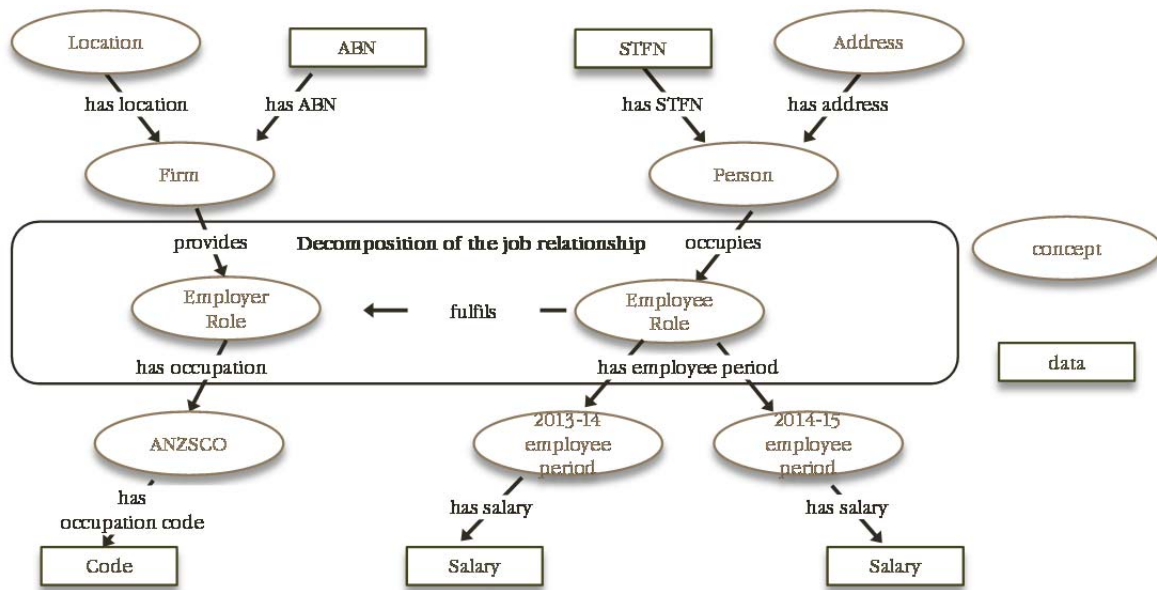 Location
ABN
STFN
Address
has location
has ABN
has STFN
has address
Firm
Person
provides
Decomposition of the job relationship
occupies
concept
Employer
Role
fulfils
Employee
Role
has occupation
has employee period
data
ANZSCO
2013-14
employee
period
2014-15
employee
period
has
occupation code
has salary
has salary
Code
Salary
Salary